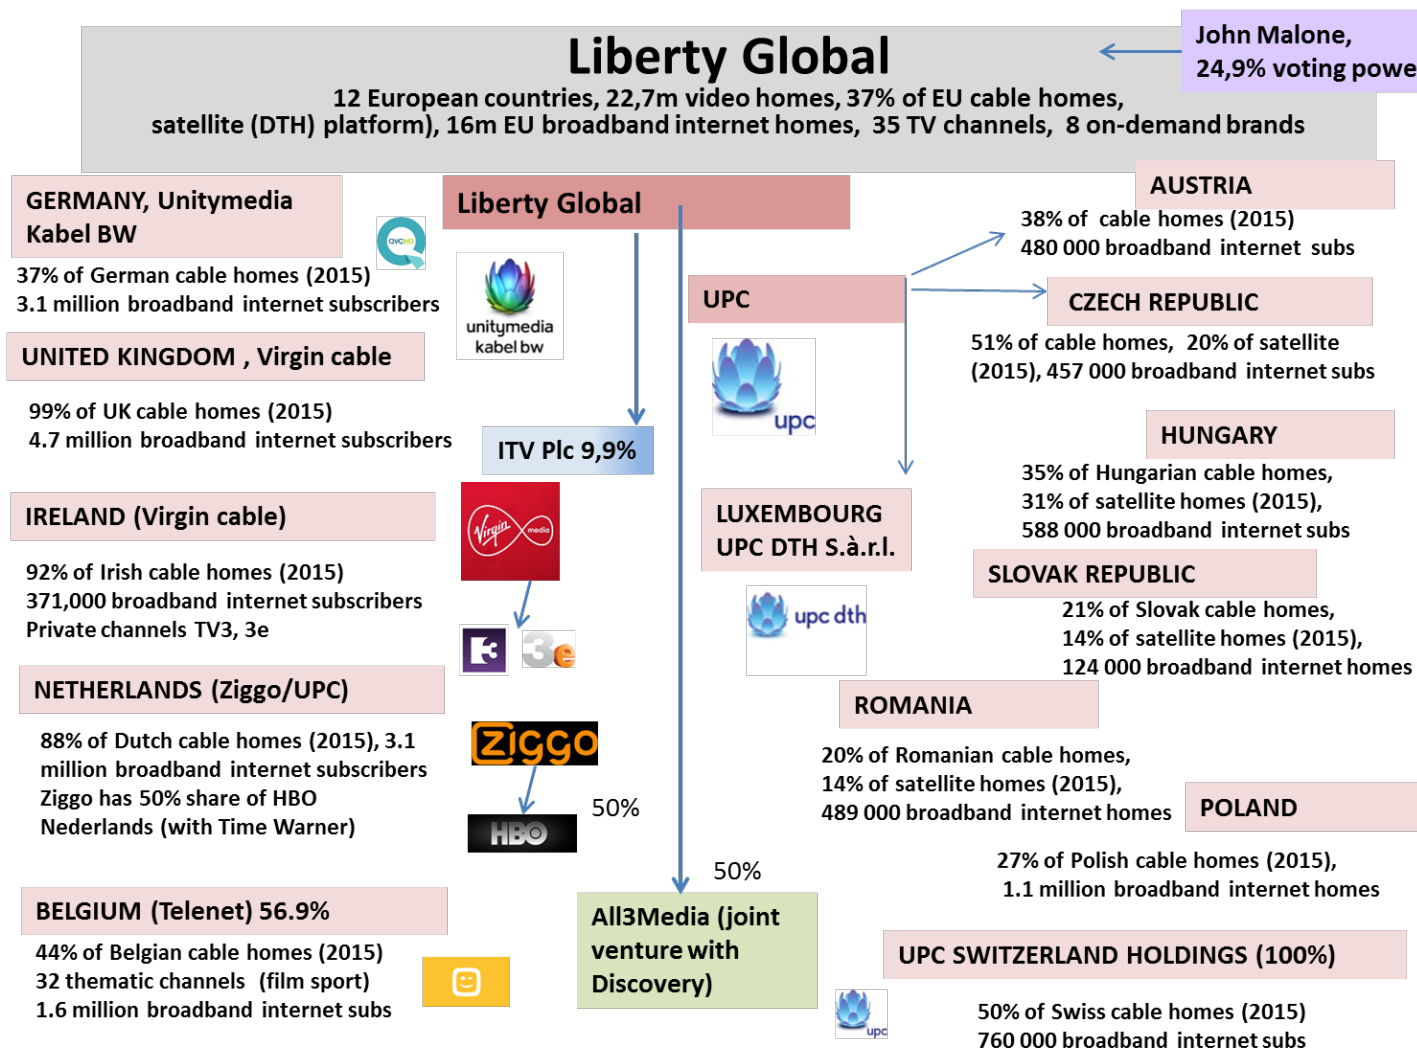 Liberty Global
12 European countries, 22,7m video homes, 37% of EU cable homes,
satellite (DTH) platform), 16m EU broadband internet homes, 35 TV channels, 8 on-demand brands
John Malone,
24,9% voting powe
GERMANY, Unitymedia
Kabel BW
QVC HD
37% of German cable homes (2015)
3.1 million broadband internet subscribers
UNITED KINGDOM , Virgin cable
99% of UK cable homes (2015)
4.7 million broadband internet subscribers
IRELAND (Virgin cable)
92% of Irish cable homes (2015)
371,000 broadband internet subscribers
Private channels TV3, 3e
NETHERLANDS (Ziggo/UPC)
88% of Dutch cable homes (2015), 3.1
million broadband internet subscribers
Ziggo has 50% share of HBO
Nederlands (with Time Warner)
BELGIUM (Telenet) 56.9%
44% of Belgian cable homes (2015)
32 thematic channels (film sport)
1.6 million broadband internet subs
Liberty Global
unitymedia
kabel bw
ITV Plc 9,9%
Virgin media
3
3e
ziggo
HBO
50%
50%
All3Media (joint
venture with
Discovery)
UPC
upc
LUXEMBOURG
UPC DTH S.à.r.l.
upc dth
AUSTRIA
38% of cable homes (2015)
480 000 broadband internet subs
CZECH REPUBLIC
51% of cable homes, 20% of satellite
(2015), 457 000 broadband internet subs
HUNGARY
35% of Hungarian cable homes,
31% of satellite homes (2015),
588 000 broadband internet subs
SLOVAK REPUBLIC
21% of Slovak cable homes,
14% of satellite homes (2015),
124 000 broadband internet homes
ROMANIA
20% of Romanian cable homes,
14% of satellite homes (2015),
489 000 broadband internet homes
POLAND
27% of Polish cable homes (2015),
1.1 million broadband internet homes
UPC SWITZERLAND HOLDINGS (100%)
upc
50% of Swiss cable homes (2015)
760 000 broadband internet subs